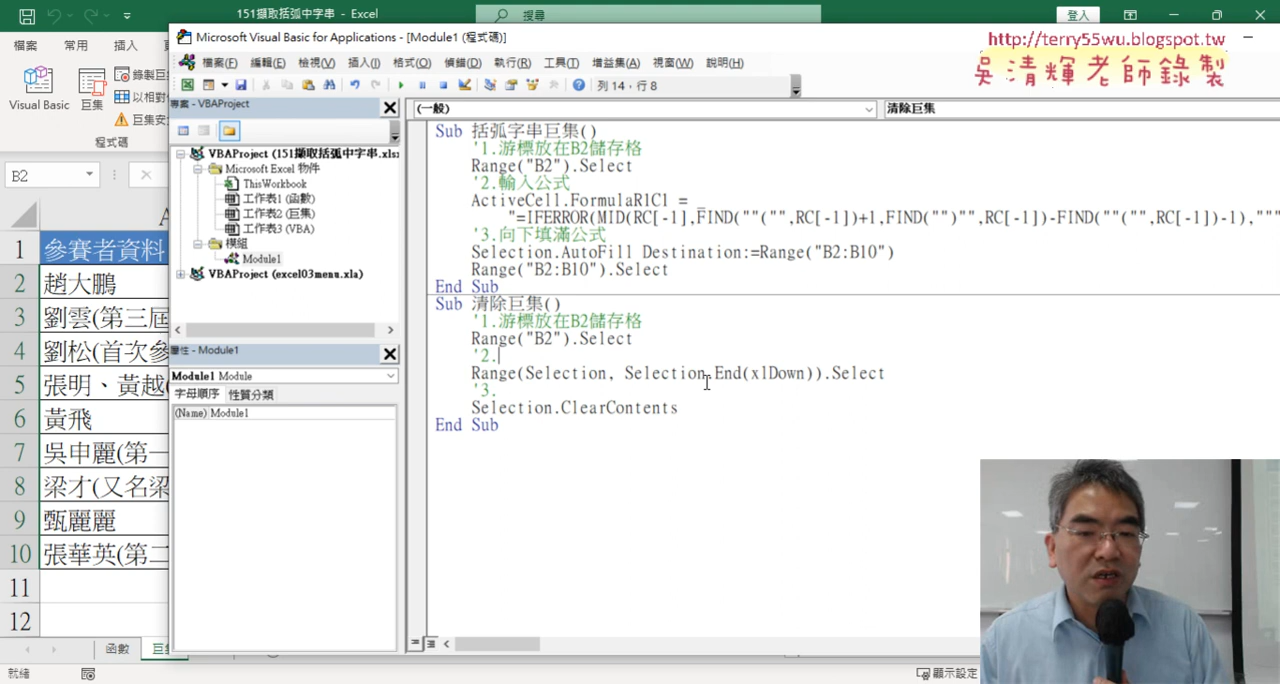 151擷取括弧中字串 - Excel
搜尋
登入
檔案
常用
插入
Visual Basic
巨集
錄製巨
以相對
巨集安
程式碼
B2
1 參賽者資料
2 趙大鵬
3 劉雲(第三屆
4 劉松(首次參
5 張明、黃越(
6 黃飛
7 吳申麗(第一
8 梁才(又名梁
9 甄麗麗
10 張華英(第二
11
12
函數
就緒
顯示設定
Microsoft Visual Basic for Applications - [Module1 (程式碼)]
檔案(F) 編輯(E) 檢視(V) 插入(I) 格式(O) 偵錯(D) 執行(R) 工具(T) 增益集(A) 視窗(W) 說明(H)
列 14，行 8
專案 - VBAProject
VBAProject (151擷取括弧中字串.xls
Microsoft Excel 物件
ThisWorkbook
工作表1 (函數)
工作表2 (巨集)
工作表3 (VBA)
模組
Module1
VBAProject (excel03menu.xla)
屬性 - Module1
Module1 Module
字母順序 性質分類
(Name) Module1
(一般)
清除巨集
Sub 括弧字串巨集()
'1.游標放在B2儲存格
Range("B2").Select
'2.輸入公式
ActiveCell.FormulaR1C1 = _
"=IFERROR(MID(RC[-1],FIND(""("",RC[-1])+1,FIND("")"",RC[-1])-FIND(""("",RC[-1])-1),"""
'3.向下填滿公式
Selection.AutoFill Destination:=Range("B2:B10")
Range("B2:B10").Select
End Sub
Sub 清除巨集()
'1.游標放在B2儲存格
Range("B2").Select
'2.
Range(Selection, Selection.End(xlDown)).Select
'3.
Selection.ClearContents
End Sub
http://terry55wu.blogspot.tw
吳清輝老師錄製